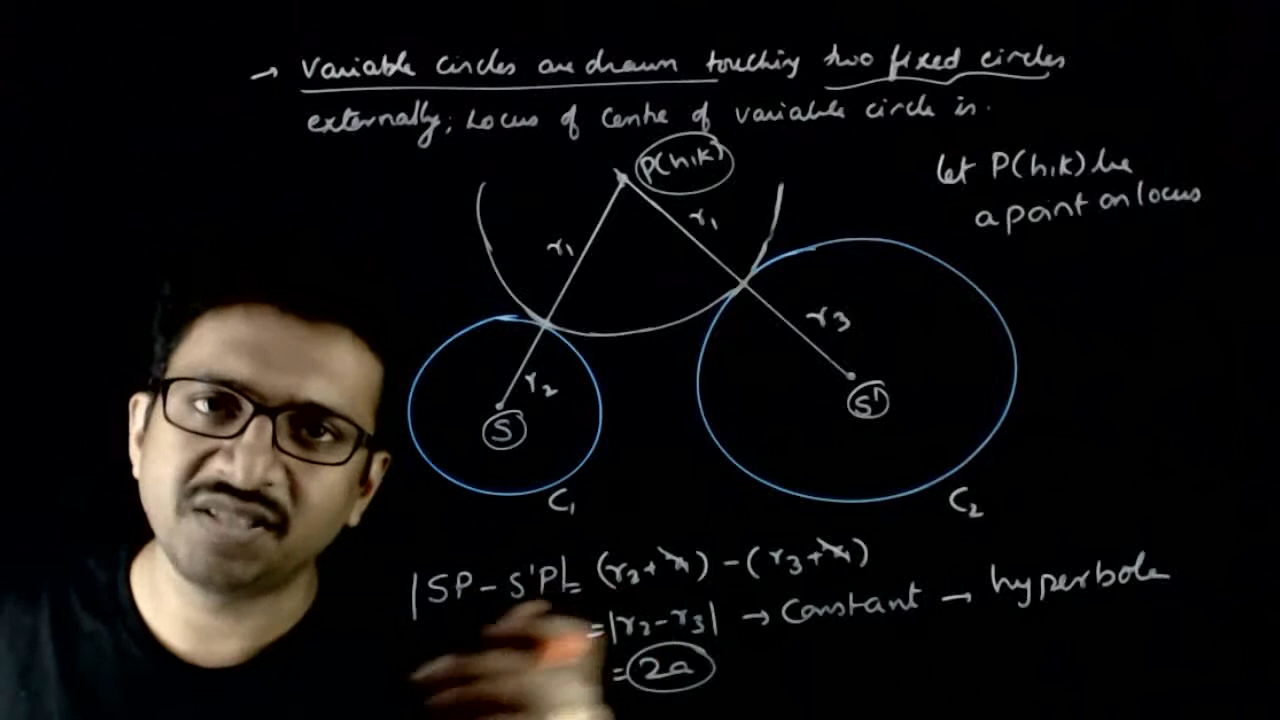 → Variable circles are drawn touching two fixed circles
externally; Locus of centre of variable circle is.
P(h,k)
let P(h,k) be
a point on locus
r₁
r₁
r₃
r₂
S
S'
C₁
C₂
|SP - S'P| = (r₂ + r₁) - (r₃ + r₁)
= |r₂ - r₃| → Constant → hyperbola
= 2a